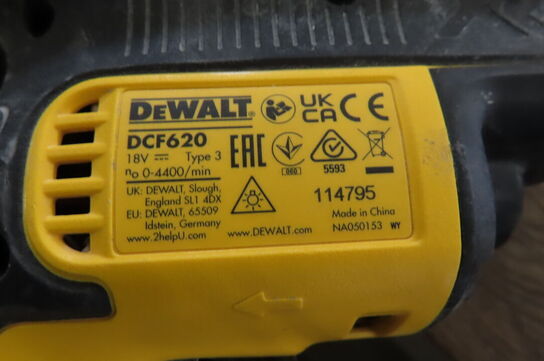 DEWALT
UK CA CE
DCF620
18V Type 3
n₀ 0-4400/min
EAC
060
5593
UK: DEWALT, Slough,
England SL1 4DX
EU: DEWALT, 65509
Idstein, Germany
www.2helpU.com
www.DEWALT.com
114795
Made in China
NA050153 WY